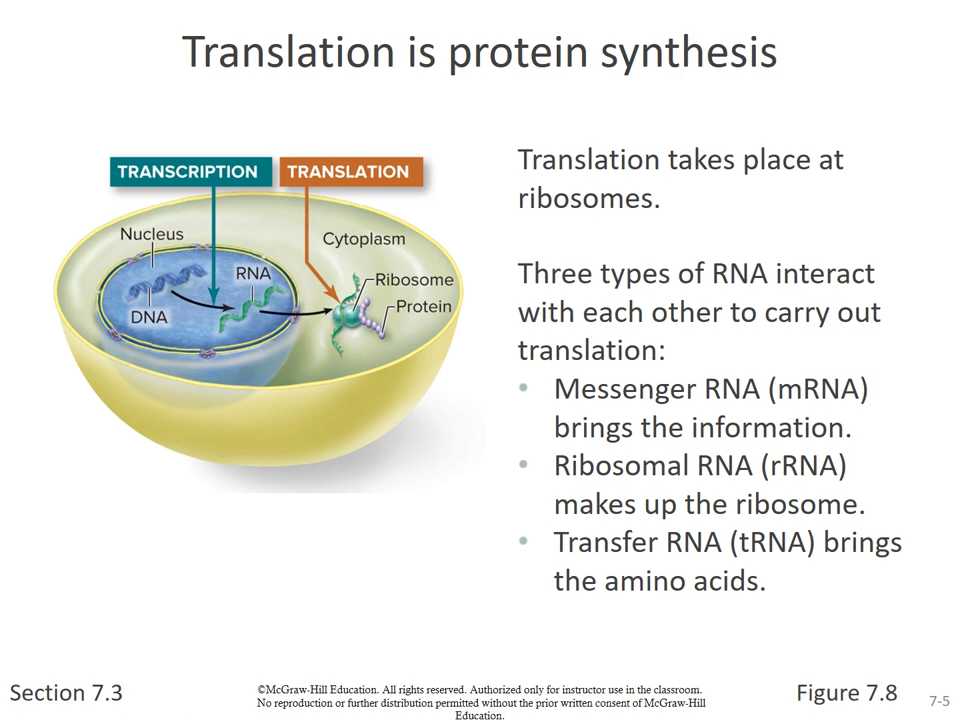 Translation is protein synthesis
TRANSCRIPTION
TRANSLATION
Nucleus
Cytoplasm
RNA
Ribosome
Protein
DNA
Translation takes place at
ribosomes.
Three types of RNA interact
with each other to carry out
translation:
• Messenger RNA (mRNA)
brings the information.
• Ribosomal RNA (rRNA)
makes up the ribosome.
• Transfer RNA (tRNA) brings
the amino acids.
Section 7.3
©McGraw-Hill Education. All rights reserved. Authorized only for instructor use in the classroom.
No reproduction or further distribution permitted without the prior written consent of McGraw-Hill
Education.
Figure 7.8
7-5